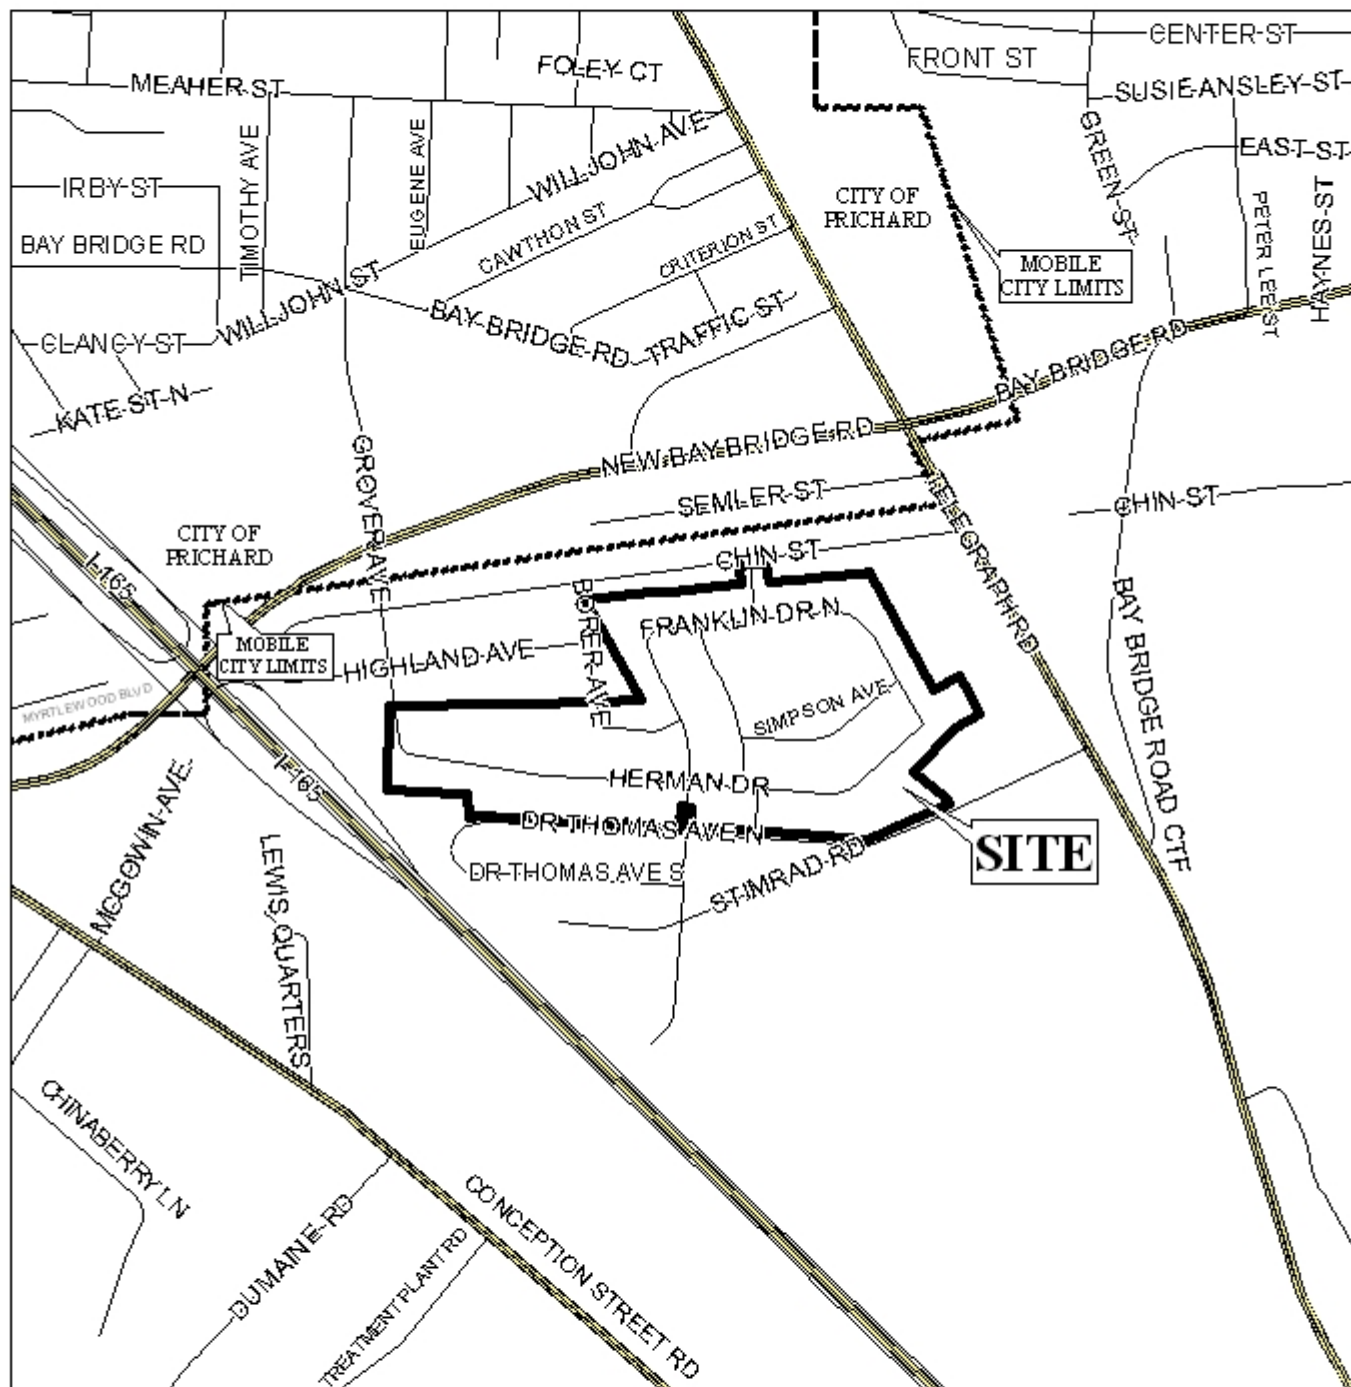 CENTER ST
FRONT ST
FOLEY CT
MEAHER ST
SUSIE ANSLEY ST
GREEN ST
EAST ST
TIMOTHY AVE
EUGENE AVE
WILLJOHN AVE
IRBY ST
CITY OF
PRICHARD
PETER LEE ST
HAYNES ST
BAY BRIDGE RD
CAWTHON ST
CRITERION ST
MOBILE
CITY LIMITS
WILLJOHN ST
BAY BRIDGE RD
TRAFFIC ST
CLANCY ST
BAY BRIDGE RD
KATE ST N
GROVER AVE
NEW BAY BRIDGE RD
SEMLER ST
TELEGRAPH RD
CHIN ST
CITY OF
PRICHARD
CHIN ST
I-165
BORER AVE
FRANKLIN DR N
BAY BRIDGE ROAD CTF
MOBILE
CITY LIMITS
HIGHLAND AVE
MYRTLEWOOD BLVD
SIMPSON AVE
I-165
HERMAN DR
MCGOWIN AVE
DR THOMAS AVE N
LEWIS QUARTERS
SITE
DR THOMAS AVE S
ST IMRAD RD
CHINABERRY LN
DUMAINE RD
CONCEPTION STREET RD
TREATMENT PLANT RD